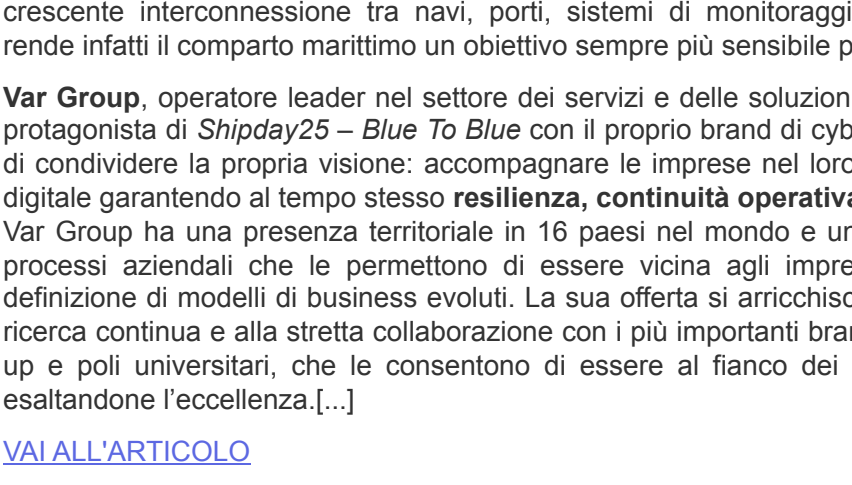 crescente interconnessione tra navi, porti, sistemi di monitoraggi
rende infatti il comparto marittimo un obiettivo sempre più sensibile p
Var Group, operatore leader nel settore dei servizi e delle soluzion
protagonista di Shipday25 – Blue To Blue con il proprio brand di cyb
di condividere la propria visione: accompagnare le imprese nel loro
digitale garantendo al tempo stesso resilienza, continuità operativa
Var Group ha una presenza territoriale in 16 paesi nel mondo e un
processi aziendali che le permettono di essere vicina agli impre
definizione di modelli di business evoluti. La sua offerta si arricchisc
ricerca continua e alla stretta collaborazione con i più importanti bran
up e poli universitari, che le consentono di essere al fianco dei
esaltandone l’eccellenza.[...]
VAI ALL'ARTICOLO